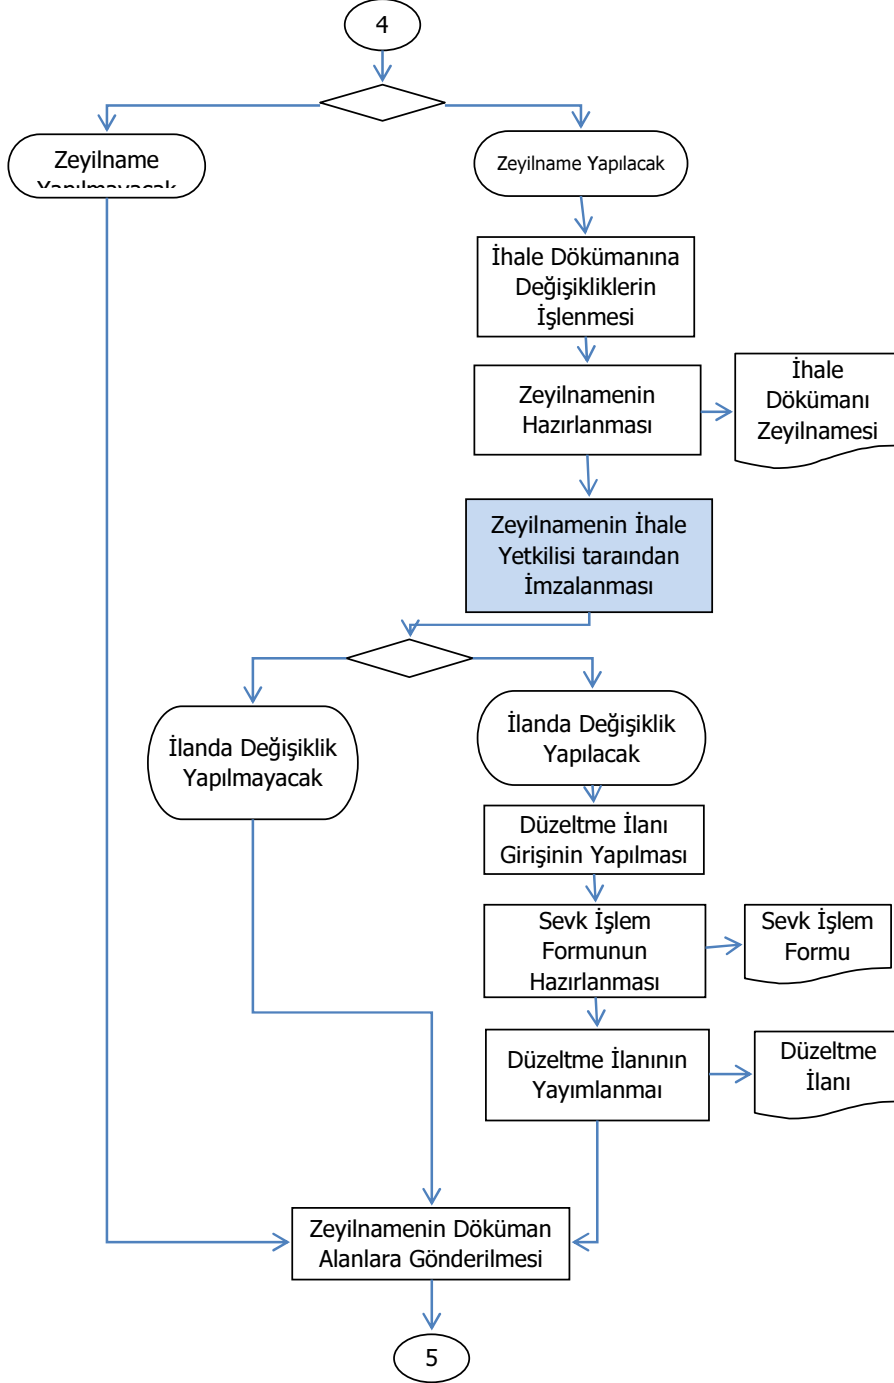 4
Zeyilname
Zeyilname Yapılacak
İhale Dökümanına
Değişikliklerin
İşlenmesi
Zeyilnamenin
Hazırlanması
İhale
Dökümanı
Zeyilnamesi
Zeyilnamenin İhale
Yetkilisi taraından
İmzalanması
İlanda Değişiklik
Yapılmayacak
İlanda Değişiklik
Yapılacak
Düzeltme İlanı
Girişinin Yapılması
Sevk İşlem
Formunun
Hazırlanması
Sevk İşlem
Formu
Düzeltme İlanının
Yayımlanmaı
Düzeltme
İlanı
Zeyilnamenin Döküman
Alanlara Gönderilmesi
5